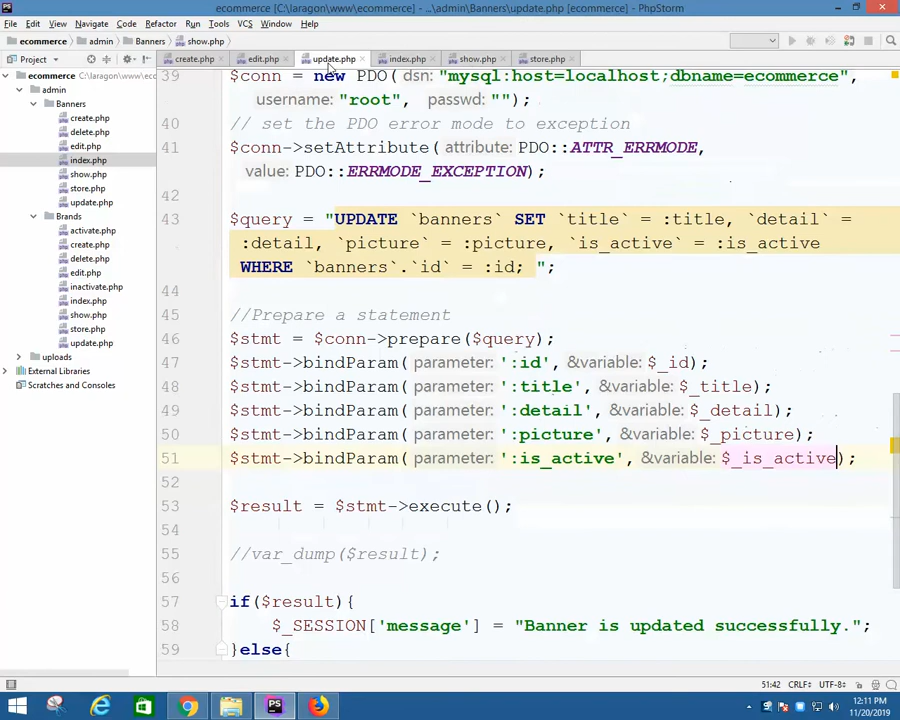 ecommerce [C:\laragon\www\ecommerce] - ...\admin\Banners\update.php [ecommerce] - PhpStorm
File Edit View Navigate Code Refactor Run Tools VCS Window Help
ecommerce admin Banners show.php
Project create.php edit.php update.php index.php show.php store.php
ecommerce [C:\laragon\www\ecommerce]
admin
Banners
create.php
delete.php
edit.php
index.php
show.php
store.php
update.php
Brands
activate.php
create.php
delete.php
edit.php
inactivate.php
index.php
show.php
store.php
update.php
uploads
External Libraries
Scratches and Consoles
39 $conn = new PDO( dsn: "mysql:host=localhost;dbname=ecommerce",
username: "root", passwd: "");
40 // set the PDO error mode to exception
41 $conn->setAttribute( attribute: PDO::ATTR_ERRMODE,
value: PDO::ERRMODE_EXCEPTION);
42
43 $query = "UPDATE `banners` SET `title` = :title, `detail` =
:detail, `picture` = :picture, `is_active` = :is_active
WHERE `banners`.`id` = :id; ";
44
45 //Prepare a statement
46 $stmt = $conn->prepare($query);
47 $stmt->bindParam( parameter: ':id', &variable: $_id);
48 $stmt->bindParam( parameter: ':title', &variable: $_title);
49 $stmt->bindParam( parameter: ':detail', &variable: $_detail);
50 $stmt->bindParam( parameter: ':picture', &variable: $_picture);
51 $stmt->bindParam( parameter: ':is_active', &variable: $_is_active);
52
53 $result = $stmt->execute();
54
55 //var_dump($result);
56
57 if($result){
58 $_SESSION['message'] = "Banner is updated successfully.";
59 }else{
51:42 CRLF UTF-8
12:11 PM
11/20/2019